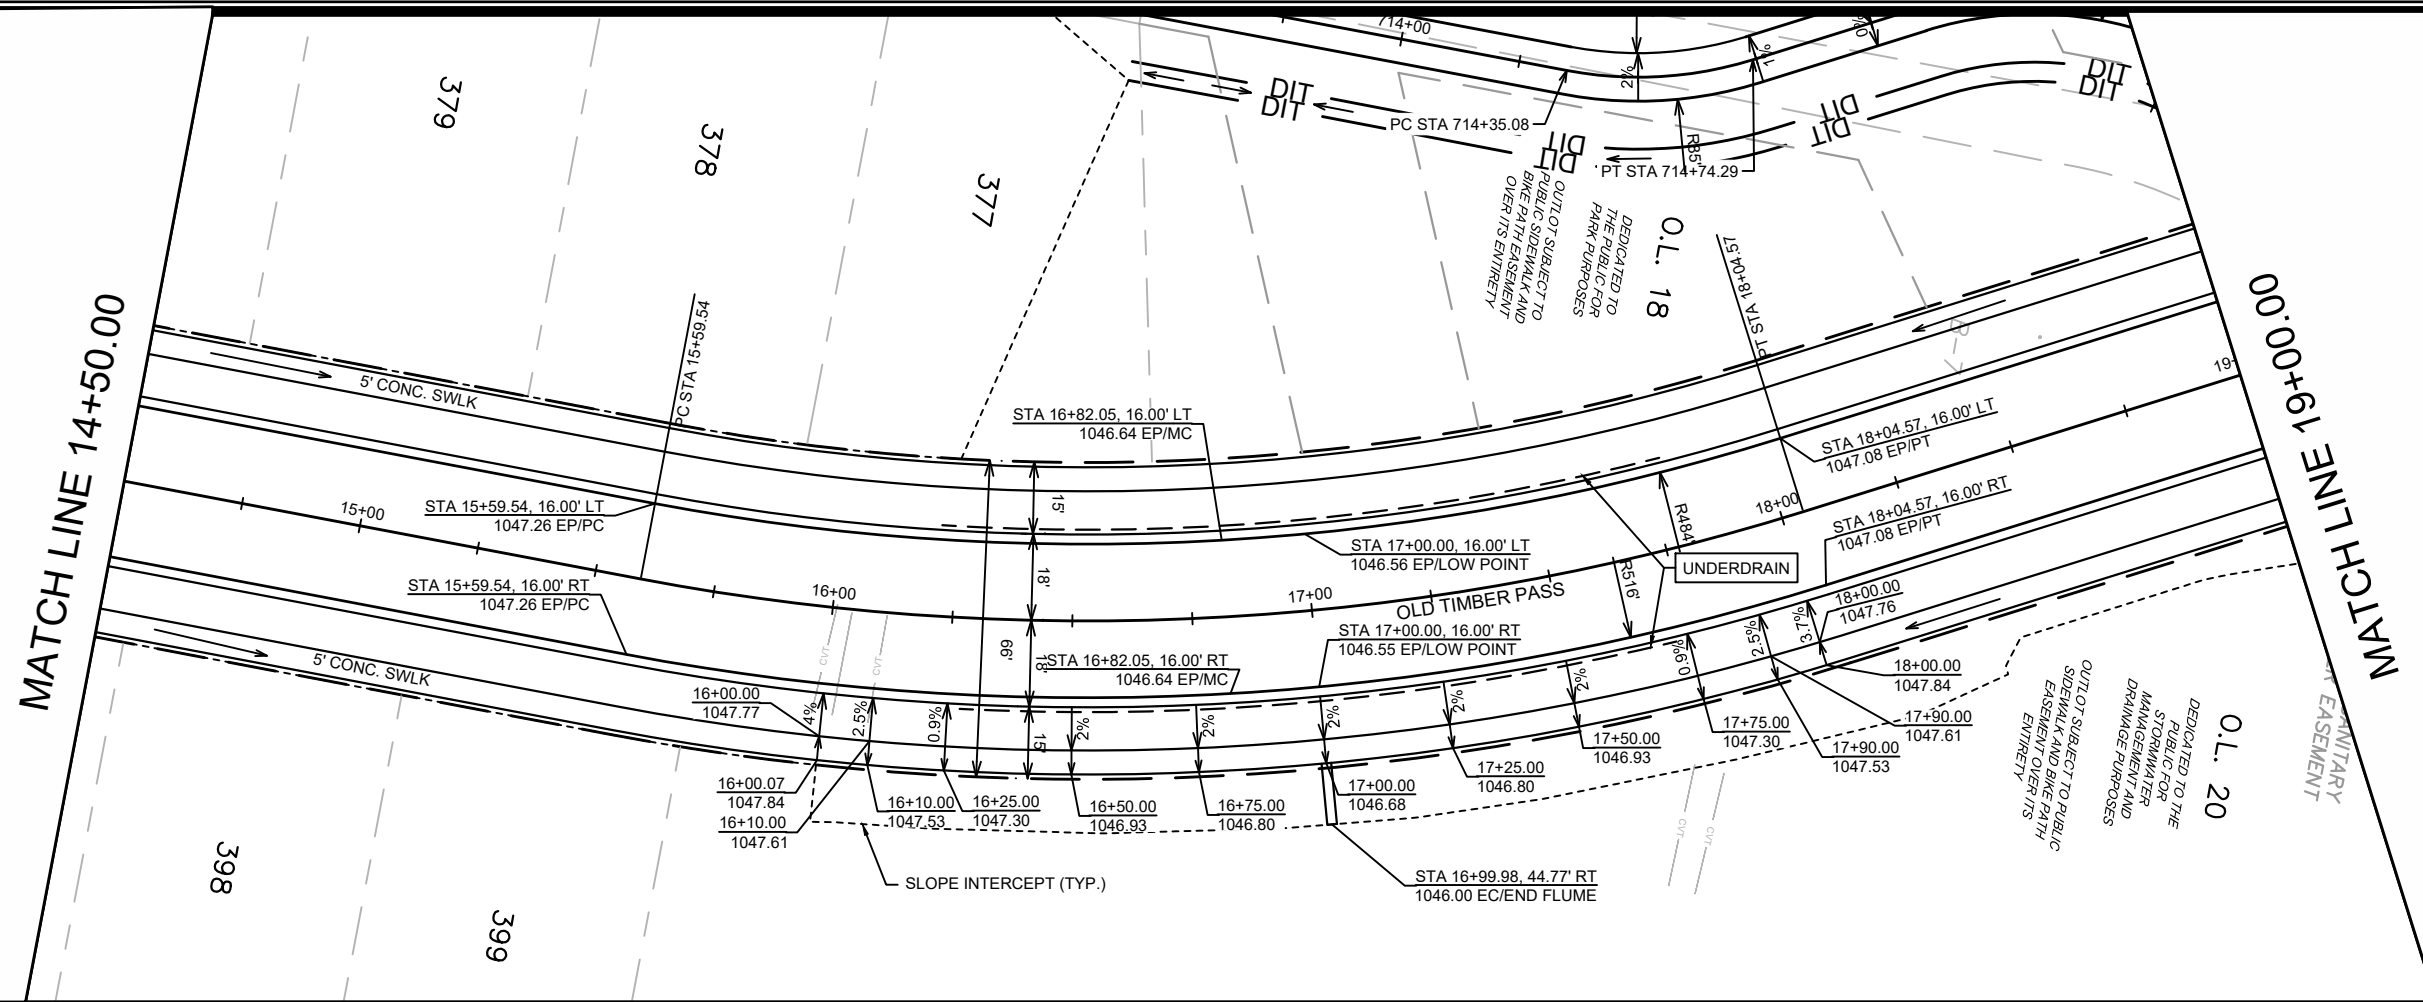 MATCH LINE 14+50.00
379
378
377
398
399
5' CONC. SWLK
5' CONC. SWLK
15+00
16+00
17+00
18+00
19+
714+00
PC STA 15+59.54
PT STA 18+04.57
PC STA 714+35.08
PT STA 714+74.29
R85'
2%
1%
DIT
DIT
DIT
DIT
DIT
DIT
DIT
DIT
O.L. 18
DEDICATED TO
THE PUBLIC FOR
PARK PURPOSES
OUTLOT SUBJECT TO
PUBLIC SIDEWALK AND
BIKE PATH EASEMENT
OVER ITS ENTIRETY
STA 15+59.54, 16.00' LT
1047.26 EP/PC
STA 15+59.54, 16.00' RT
1047.26 EP/PC
STA 16+82.05, 16.00' LT
1046.64 EP/MC
STA 17+00.00, 16.00' LT
1046.56 EP/LOW POINT
STA 18+04.57, 16.00' LT
1047.08 EP/PT
STA 18+04.57, 16.00' RT
1047.08 EP/PT
STA 17+00.00, 16.00' RT
1046.55 EP/LOW POINT
STA 16+82.05, 16.00' RT
1046.64 EP/MC
OLD TIMBER PASS
UNDERDRAIN
R484'
R516'
15'
18'
66'
18'
15'
CVT
CVT
4%
2.5%
0.9%
2%
2%
2%
2%
2%
0.9%
2.5%
3.7%
16+00.00
1047.77
16+00.07
1047.84
16+10.00
1047.61
16+10.00
1047.53
16+25.00
1047.30
16+50.00
1046.93
16+75.00
1046.80
17+00.00
1046.68
17+25.00
1046.80
17+50.00
1046.93
17+75.00
1047.30
17+90.00
1047.53
17+90.00
1047.61
18+00.00
1047.84
18+00.00
1047.76
SLOPE INTERCEPT (TYP.)
STA 16+99.98, 44.77' RT
1046.00 EC/END FLUME
CVT
CVT
O.L. 20
DEDICATED TO THE
PUBLIC FOR
STORMWATER
MANAGEMENT AND
DRAINAGE PURPOSES
OUTLOT SUBJECT TO PUBLIC
SIDEWALK AND BIKE PATH
EASEMENT OVER ITS
ENTIRETY
EASEMENT
MATCH LINE 19+00.00